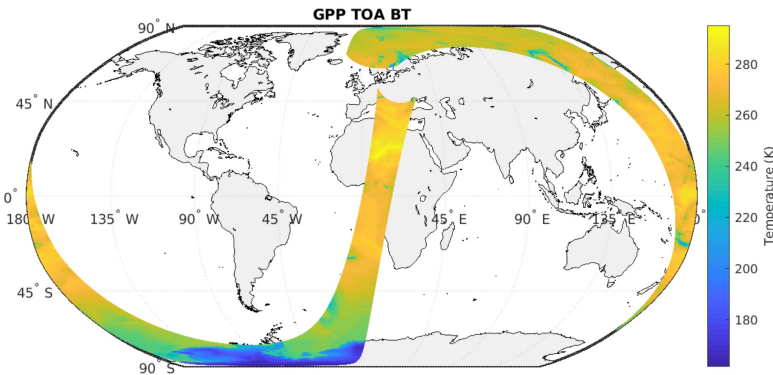 GPP TOA BT
90° N
45° N
0°
180° W
135° W
90° W
45° W
45° E
90° E
135° E
0°
45° S
90° S
280
260
240
220
200
180
Temperature (K)